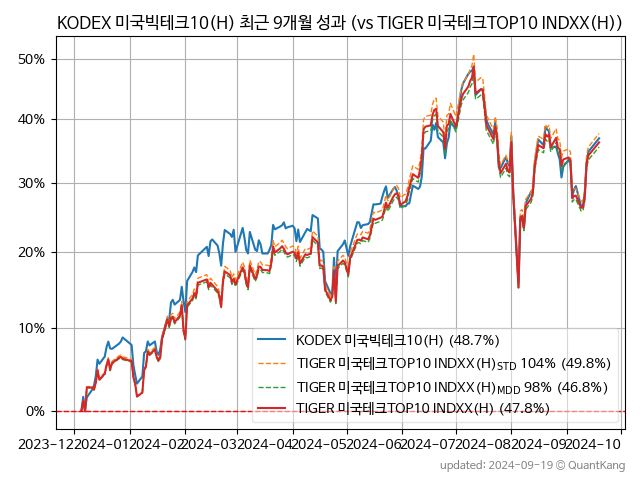 KODEX 미국빅테크10(H) 최근 9개월 성과 (vs TIGER 미국테크TOP10 INDXX(H))
50%
40%
30%
20%
10%
0%
KODEX 미국빅테크10(H) (48.7%)
TIGER 미국테크TOP10 INDXX(H)STD 104% (49.8%)
TIGER 미국테크TOP10 INDXX(H)MDD 98% (46.8%)
TIGER 미국테크TOP10 INDXX(H) (47.8%)
2023-12 2024-01 2024-02 2024-03 2024-04 2024-05 2024-06 2024-07 2024-08 2024-09 2024-10
updated: 2024-09-19 © QuantKang